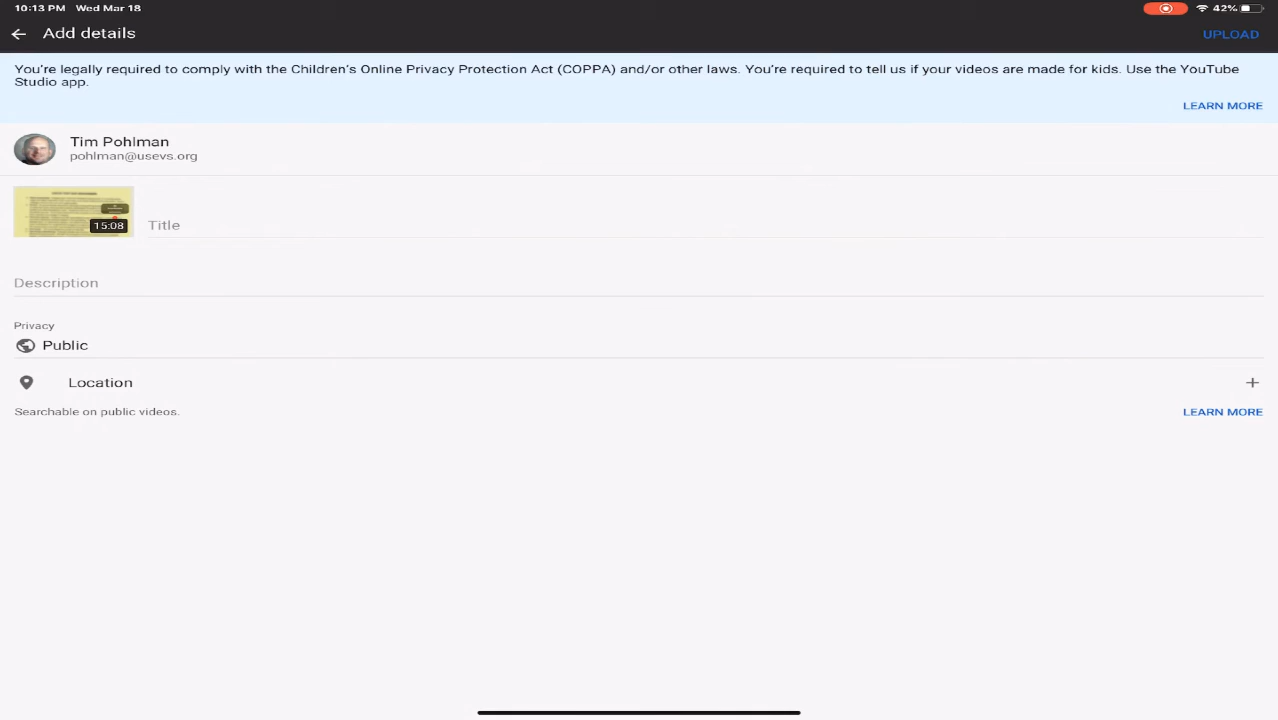 10:13 PM Wed Mar 18
42%
Add details
UPLOAD
You're legally required to comply with the Children's Online Privacy Protection Act (COPPA) and/or other laws. You're required to tell us if your videos are made for kids. Use the YouTube
Studio app.
LEARN MORE
Tim Pohlman
pohlman@usevs.org
15:08
Title
Description
Privacy
Public
Location
Searchable on public videos.
LEARN MORE